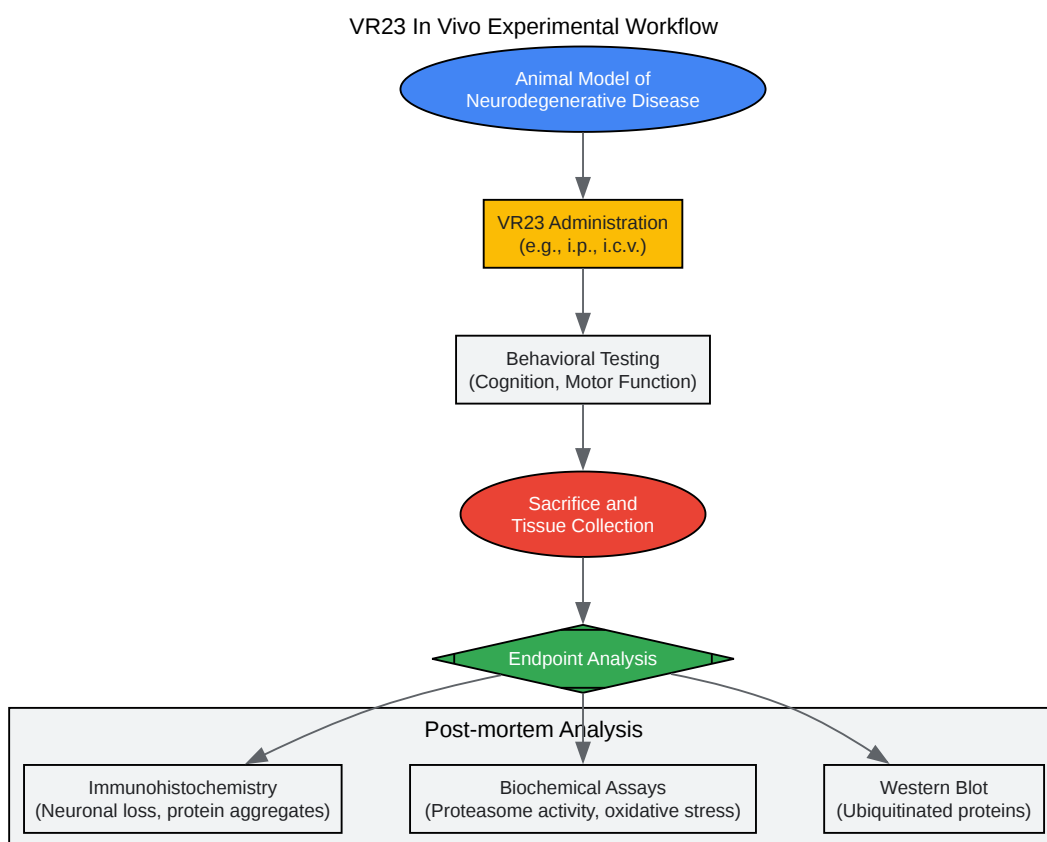 VR23 In Vivo Experimental Workflow
Animal Model of
Neurodegenerative Disease
VR23 Administration
(e.g., i.p., i.c.v.)
Behavioral Testing
(Cognition, Motor Function)
Sacrifice and
Tissue Collection
Endpoint Analysis
Post-mortem Analysis
Immunohistochemistry
(Neuronal loss, protein aggregates)
Biochemical Assays
(Proteasome activity, oxidative stress)
Western Blot
(Ubiquitinated proteins)